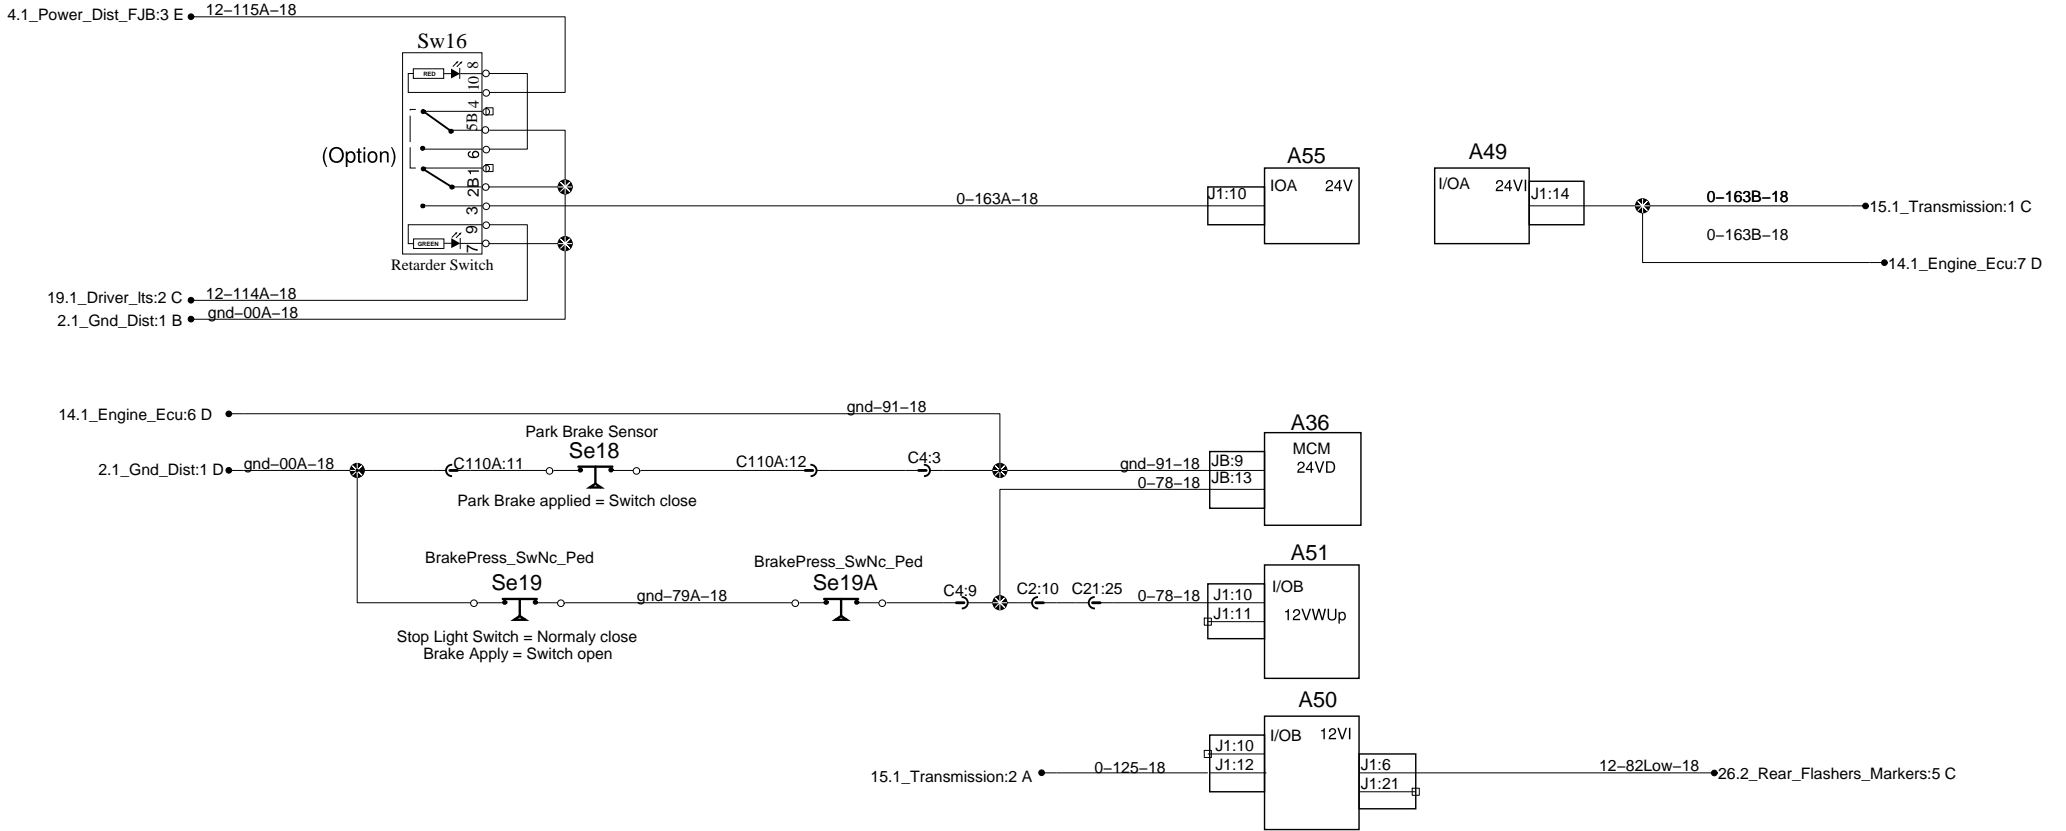 4.1_Power_Dist_FJB:3 E
12–115A–18
Sw16
RED
8
10
4
5B
6
1
2B
3
9
7
GREEN
(Option)
Retarder Switch
19.1_Driver_lts:2 C
12–114A–18
2.1_Gnd_Dist:1 B
gnd–00A–18
0–163A–18
A55
J1:10
IOA
24V
A49
I/OA
24VI
J1:14
0–163B–18
15.1_Transmission:1 C
0–163B–18
14.1_Engine_Ecu:7 D
14.1_Engine_Ecu:6 D
gnd–91–18
2.1_Gnd_Dist:1 D
gnd–00A–18
C110A:11
Park Brake Sensor
Se18
Park Brake applied = Switch close
C110A:12
C4:3
gnd–91–18
0–78–18
A36
JB:9
JB:13
MCM
24VD
BrakePress_SwNc_Ped
Se19
Stop Light Switch = Normaly close
Brake Apply = Switch open
gnd–79A–18
BrakePress_SwNc_Ped
Se19A
C4:9
C2:10
C21:25
0–78–18
A51
J1:10
J1:11
I/OB
12VWUp
A50
I/OB
12VI
J1:10
J1:12
15.1_Transmission:2 A
0–125–18
J1:6
J1:21
12–82Low–18
26.2_Rear_Flashers_Markers:5 C